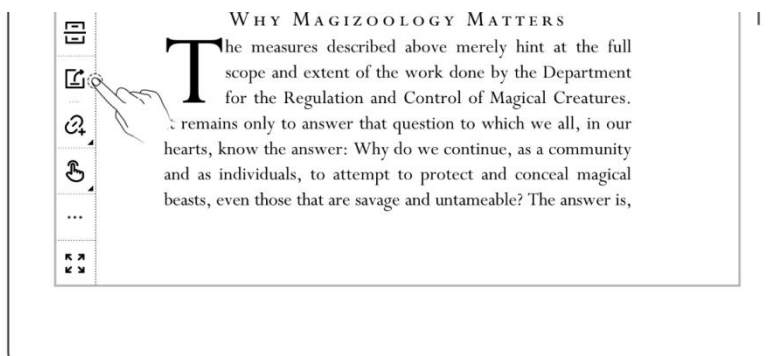 WHY MAGIZOOLOGY MATTERS
The measures described above merely hint at the full
scope and extent of the work done by the Department
for the Regulation and Control of Magical Creatures.
remains only to answer that question to which we all, in our
hearts, know the answer: Why do we continue, as a community
and as individuals, to attempt to protect and conceal magical
beasts, even those that are savage and untameable? The answer is,